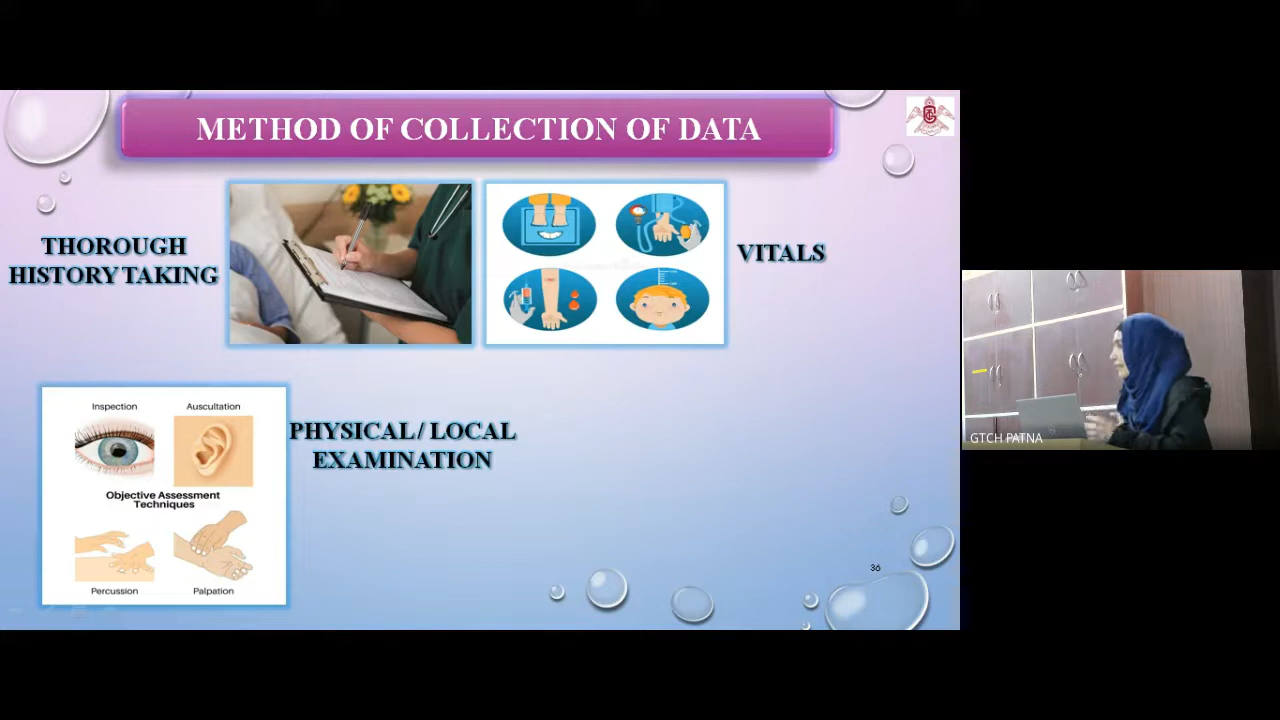 METHOD OF COLLECTION OF DATA
THOROUGH
HISTORY TAKING
VITALS
Inspection
Auscultation
Objective Assessment
Techniques
Percussion
Palpation
PHYSICAL / LOCAL
EXAMINATION
36
GTCH PATNA